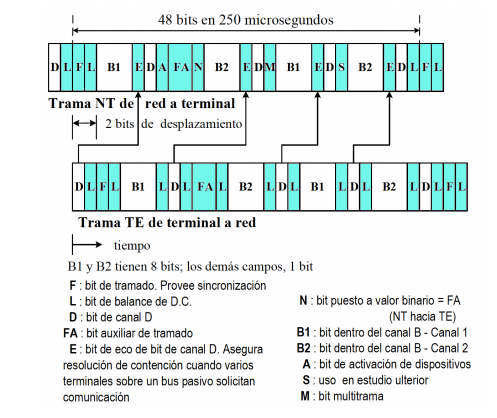 48 bits en 250 microsegundos
D L F L B1 E D A FA N B2 E D M B1 E D S B2 E D L F L
Trama NT de red a terminal
2 bits de desplazamiento
D L F L B1 L D L FA L B2 L D L B1 L D L B2 L D L F L
Trama TE de terminal a red
tiempo
B1 y B2 tienen 8 bits; los demás campos, 1 bit
F : bit de tramado. Provee sincronización
L : bit de balance de D.C.
D : bit de canal D
FA : bit auxiliar de tramado
E : bit de eco de bit de canal D. Asegura
resolución de contención cuando varios
terminales sobre un bus pasivo solicitan
comunicación
N : bit puesto a valor binario = FA
(NT hacia TE)
B1 : bit dentro del canal B - Canal 1
B2 : bit dentro del canal B - Canal 2
A : bit de activación de dispositivos
S : uso en estudio ulterior
M : bit multitrama